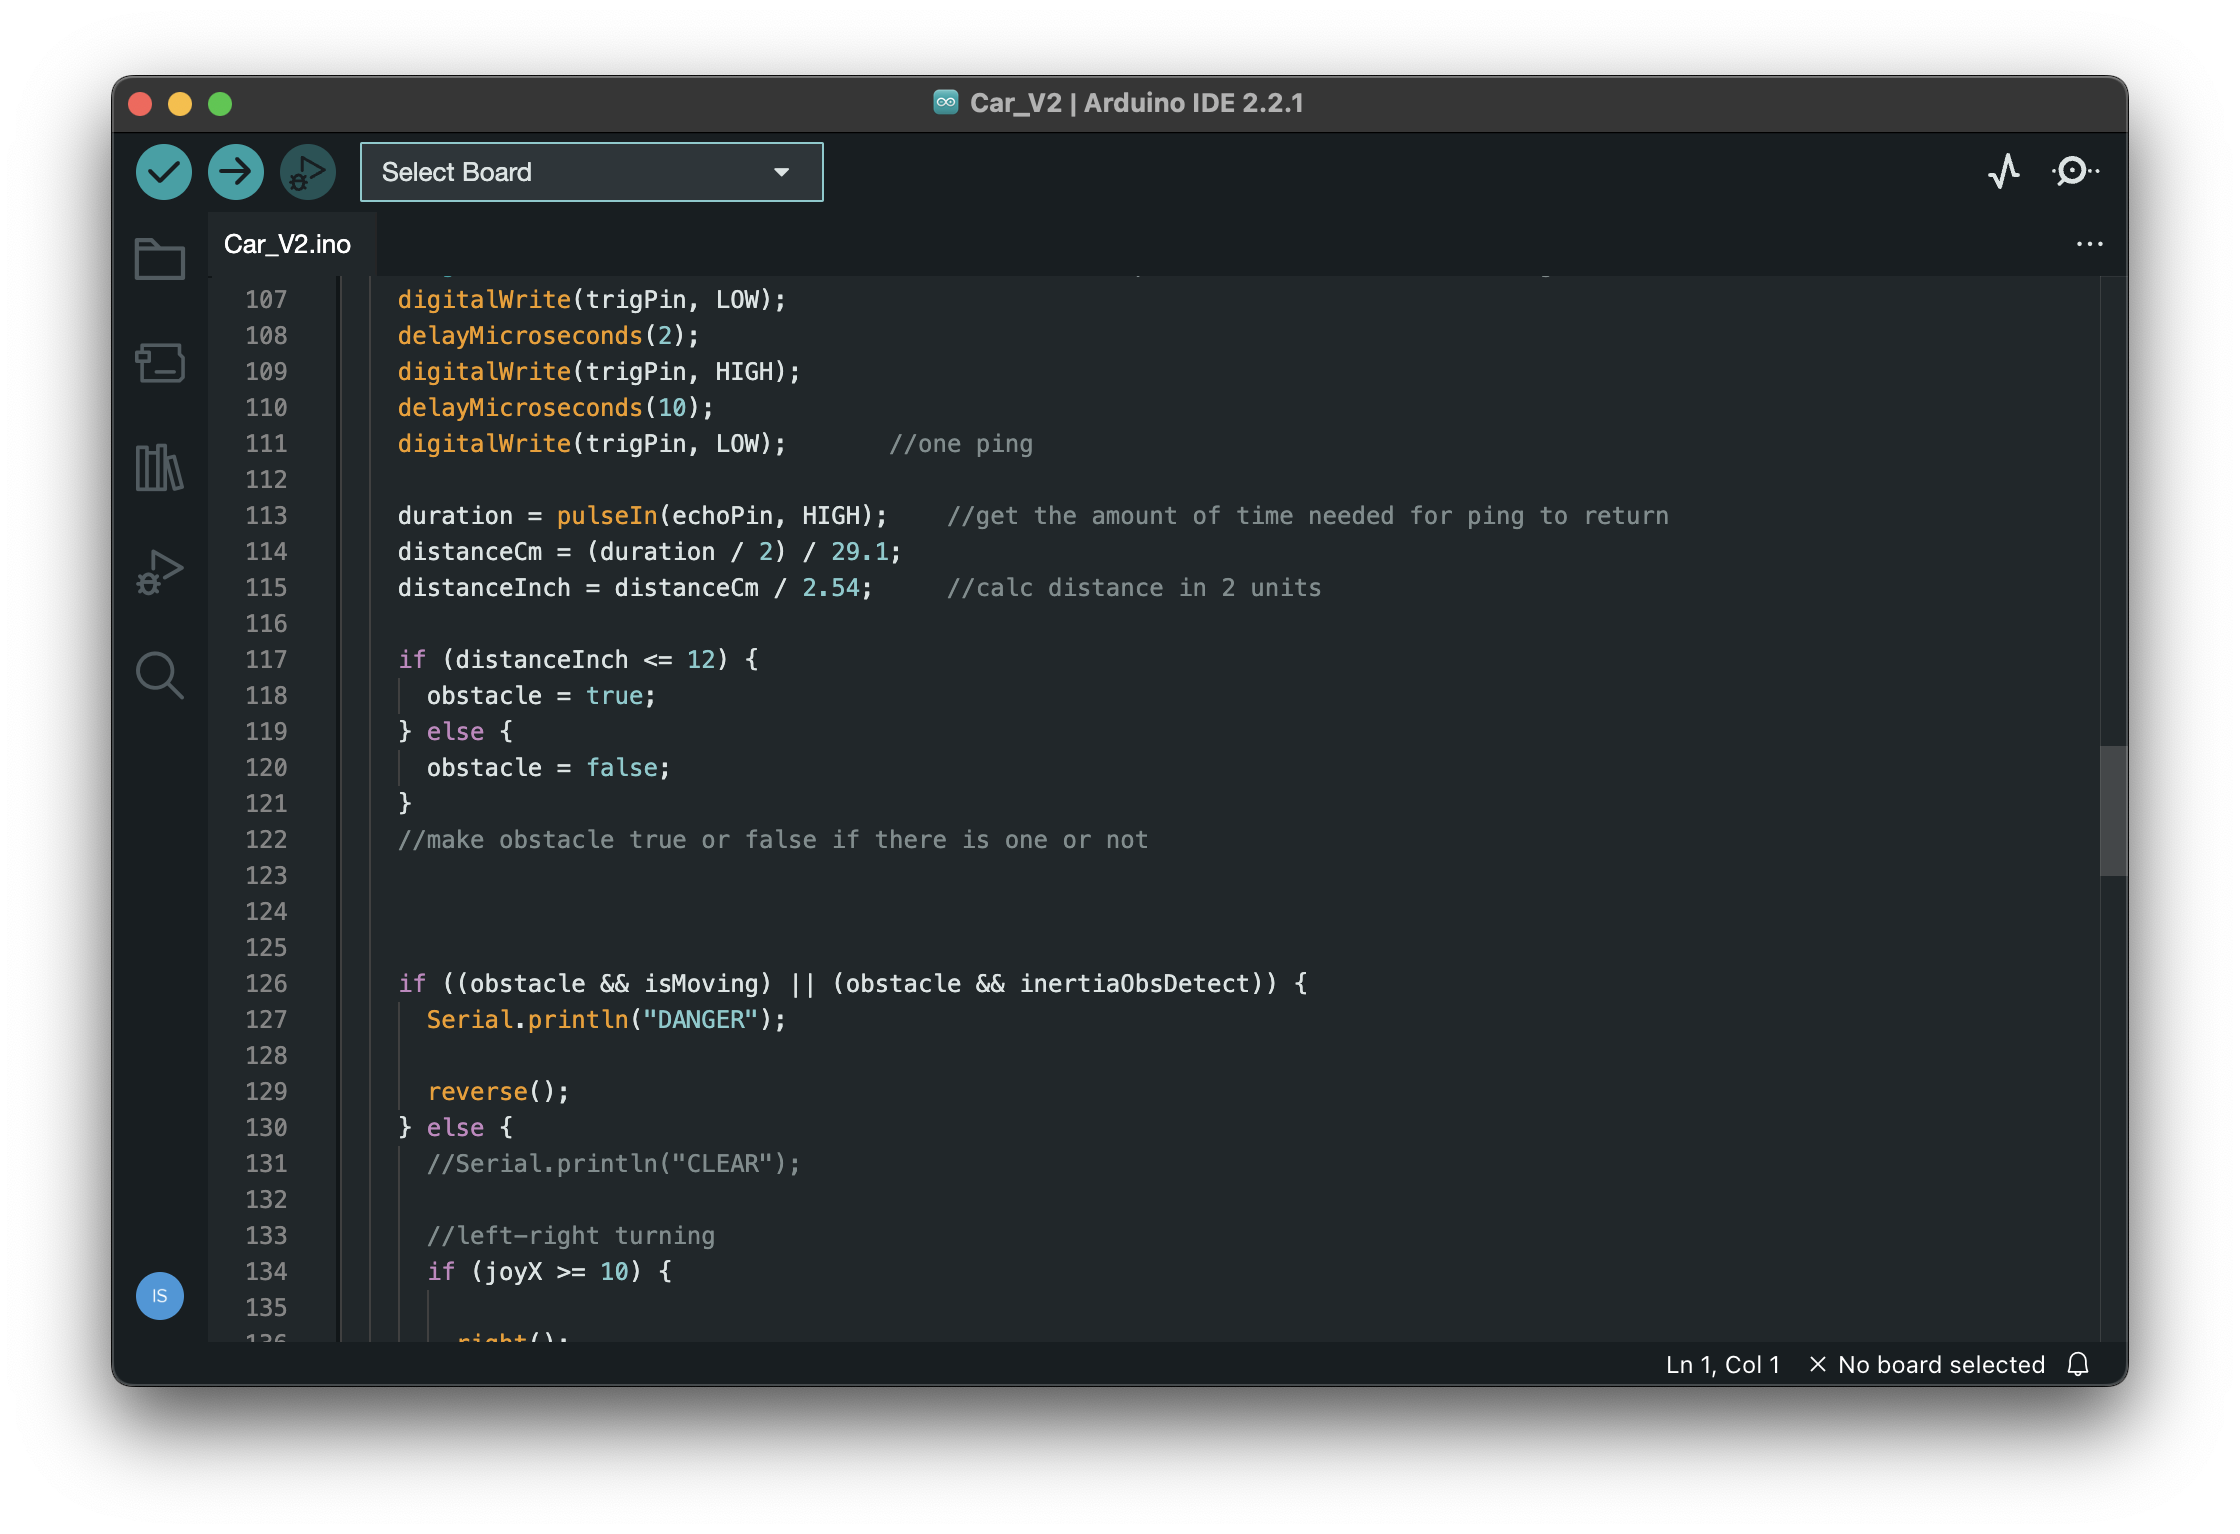 Car_V2 | Arduino IDE 2.2.1
Select Board
Car_V2.ino
107 digitalWrite(trigPin, LOW);
108 delayMicroseconds(2);
109 digitalWrite(trigPin, HIGH);
110 delayMicroseconds(10);
111 digitalWrite(trigPin, LOW); //one ping
112
113 duration = pulseIn(echoPin, HIGH); //get the amount of time needed for ping to return
114 distanceCm = (duration / 2) / 29.1;
115 distanceInch = distanceCm / 2.54; //calc distance in 2 units
116
117 if (distanceInch <= 12) {
118 obstacle = true;
119 } else {
120 obstacle = false;
121 }
122 //make obstacle true or false if there is one or not
123
124
125
126 if ((obstacle && isMoving) || (obstacle && inertiaObsDetect)) {
127 Serial.println("DANGER");
128
129 reverse();
130 } else {
131 //Serial.println("CLEAR");
132
133 //left-right turning
134 if (joyX >= 10) {
135
136 right();
IS
Ln 1, Col 1 × No board selected